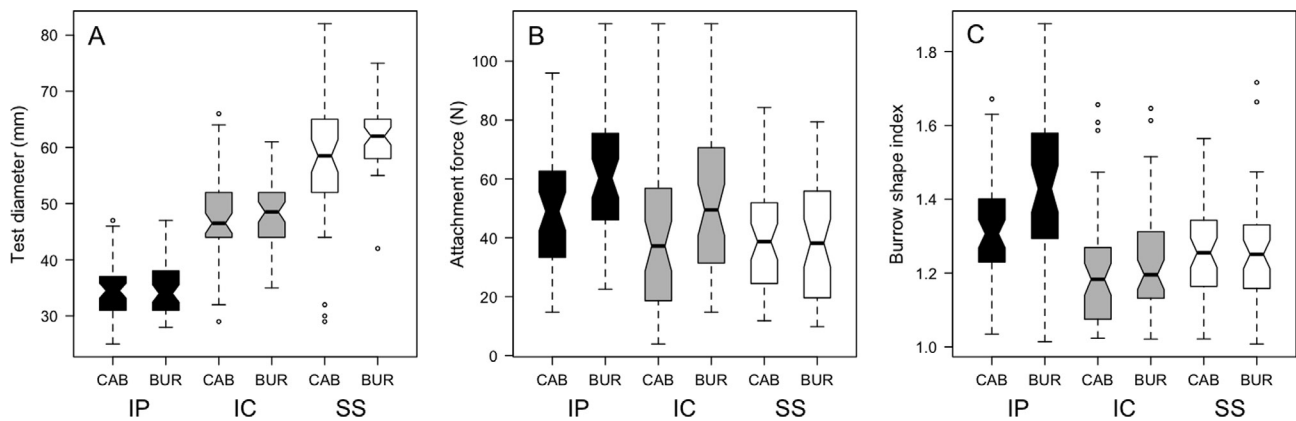 A
Test diameter (mm)
80
70
60
50
40
30
CAB BUR CAB BUR CAB BUR
IP IC SS
B
Attachment force (N)
100
80
60
40
20
0
CAB BUR CAB BUR CAB BUR
IP IC SS
C
Burrow shape index
1.8
1.6
1.4
1.2
1.0
CAB BUR CAB BUR CAB BUR
IP IC SS